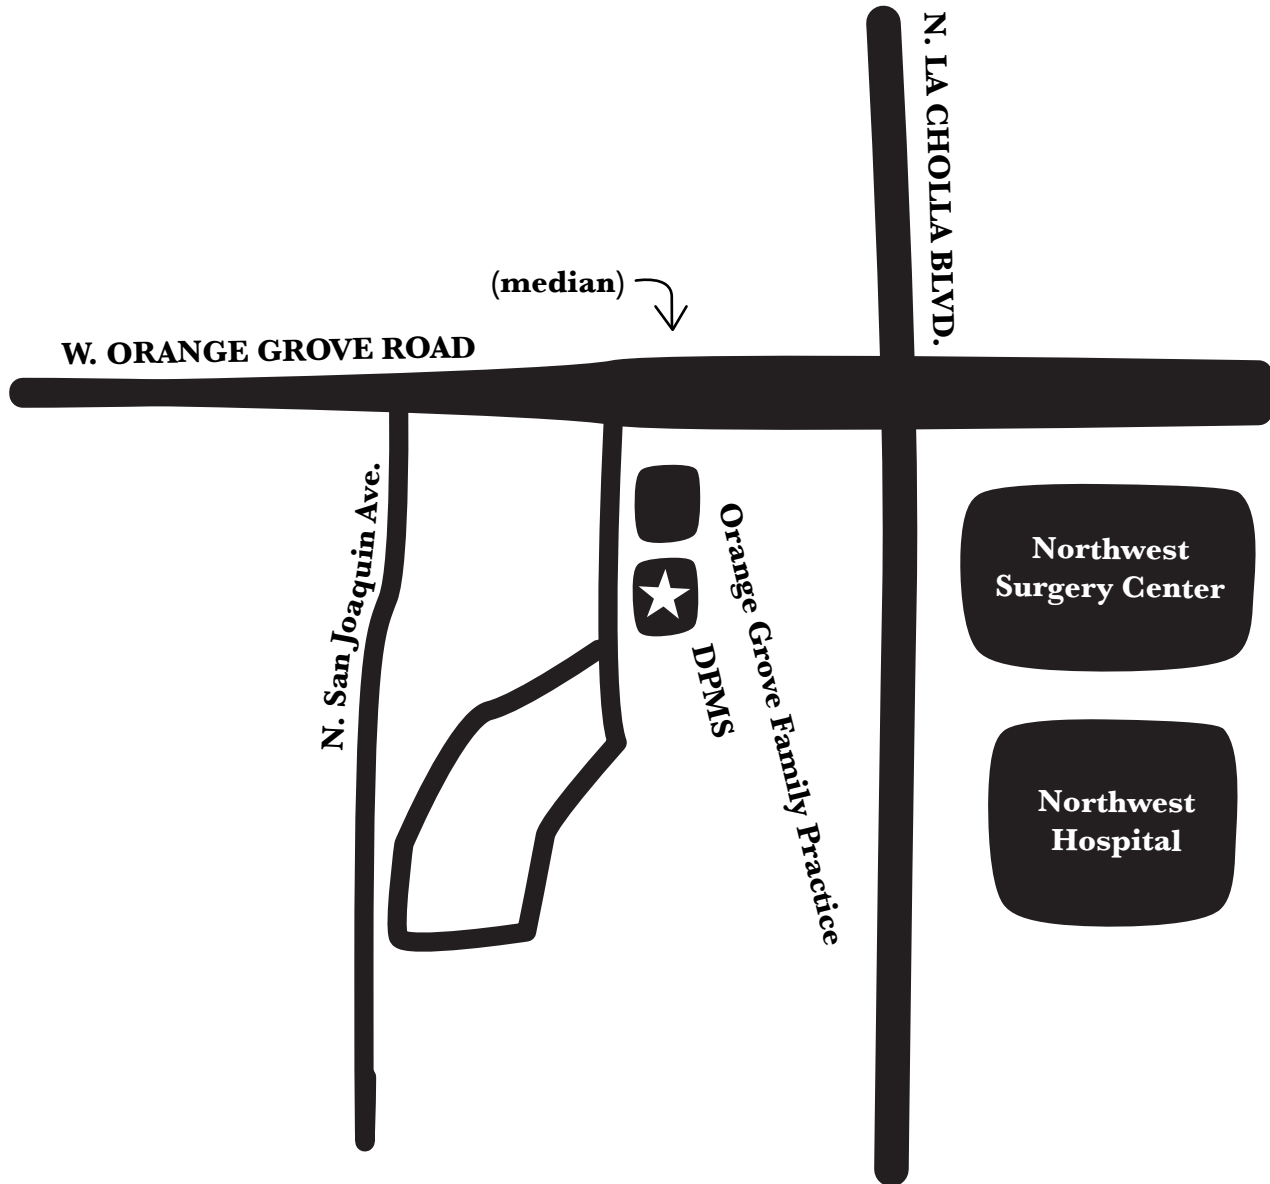 N. LA CHOLLA BLVD.
(median)
W. ORANGE GROVE ROAD
N. San Joaquin Ave.
Orange Grove Family Practice
DPMS
Northwest
Surgery Center
Northwest
Hospital